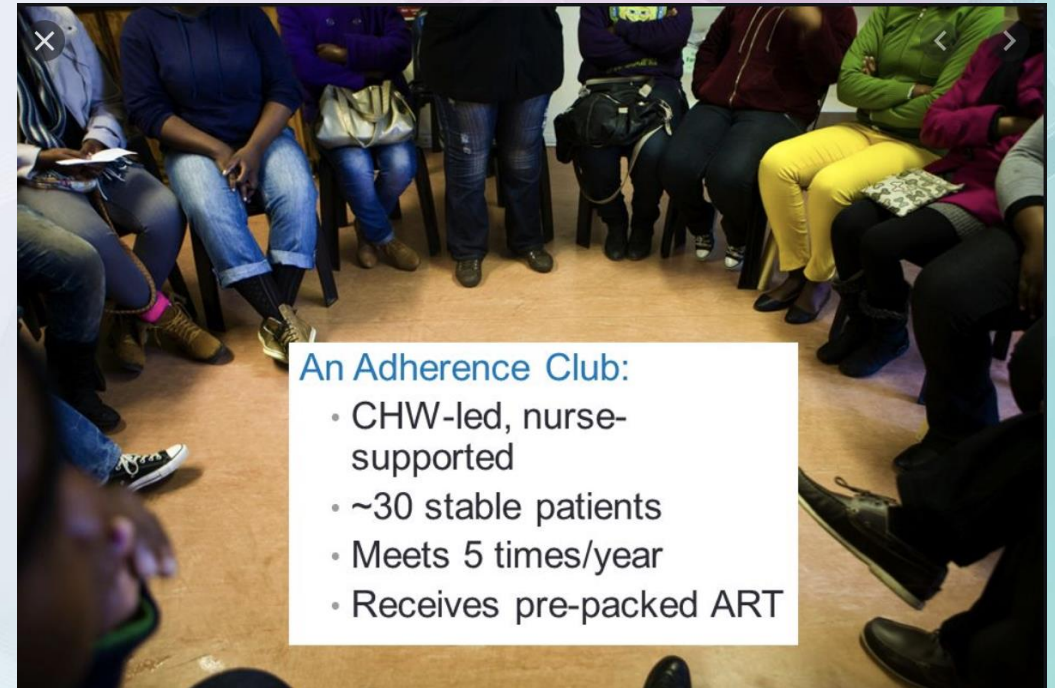 An Adherence Club:
• CHW-led, nurse-
supported
• ~30 stable patients
• Meets 5 times/year
• Receives pre-packed ART